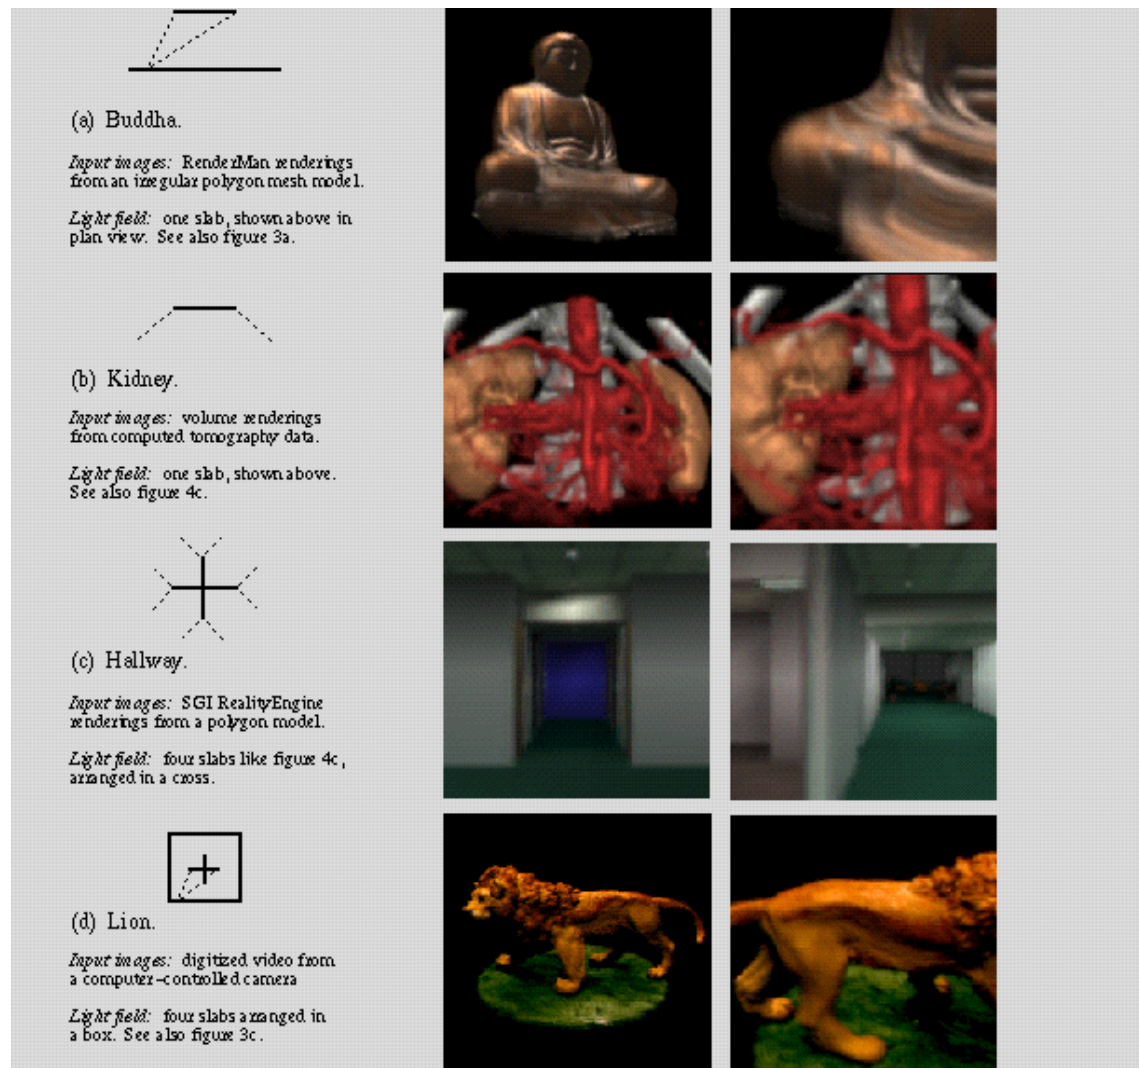 (a) Buddha.
Input images: RenderMan renderings
from an irregular polygon mesh model.
Light field: one slab, shown above in
plan view. See also figure 3a.
(b) Kidney.
Input images: volume renderings
from computed tomography data.
Light field: one slab, shown above.
See also figure 4c.
(c) Hallway.
Input images: SGI RealityEngine
renderings from a polygon model.
Light field: four slabs like figure 4c,
arranged in a cross.
(d) Lion.
Input images: digitized video from
a computer-controlled camera
Light field: four slabs arranged in
a box. See also figure 3c.